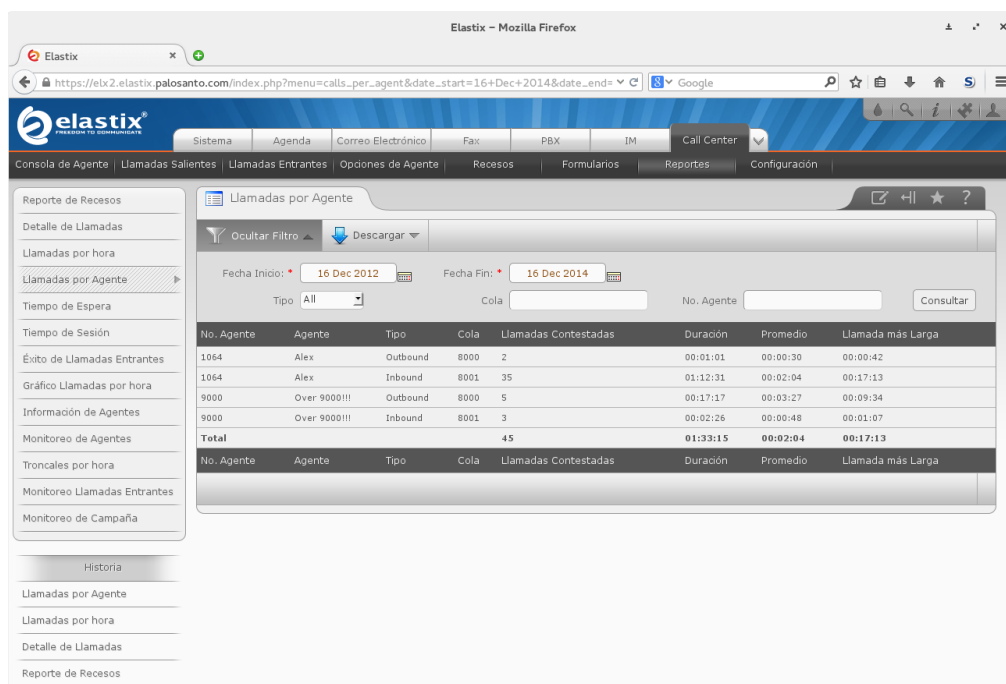 Elastix - Mozilla Firefox
Elastix
https://elx2.elastix.palosanto.com/index.php?menu=calls_per_agent&date_start=16+Dec+2014&date_end= Google
elastix®
FREEDOM TO COMMUNICATE
Sistema Agenda Correo Electrónico Fax PBX IM Call Center
Consola de Agente Llamadas Salientes Llamadas Entrantes Opciones de Agente Recesos Formularios Reportes Configuración
Reporte de Recesos
Detalle de Llamadas
Llamadas por hora
Llamadas por Agente
Tiempo de Espera
Tiempo de Sesión
Éxito de Llamadas Entrantes
Gráfico Llamadas por hora
Información de Agentes
Monitoreo de Agentes
Troncales por hora
Monitoreo Llamadas Entrantes
Monitoreo de Campaña
Historia
Llamadas por Agente
Llamadas por hora
Detalle de Llamadas
Reporte de Recesos
Llamadas por Agente
Ocultar Filtro Descargar
Fecha Inicio: * 16 Dec 2012 Fecha Fin: * 16 Dec 2014
Tipo All Cola No. Agente Consultar
No. Agente Agente Tipo Cola Llamadas Contestadas Duración Promedio Llamada más Larga
1064 Alex Outbound 8000 2 00:01:01 00:00:30 00:00:42
1064 Alex Inbound 8001 35 01:12:31 00:02:04 00:17:13
9000 Over 9000!!! Outbound 8000 5 00:17:17 00:03:27 00:09:34
9000 Over 9000!!! Inbound 8001 3 00:02:26 00:00:48 00:01:07
Total 45 01:33:15 00:02:04 00:17:13
No. Agente Agente Tipo Cola Llamadas Contestadas Duración Promedio Llamada más Larga